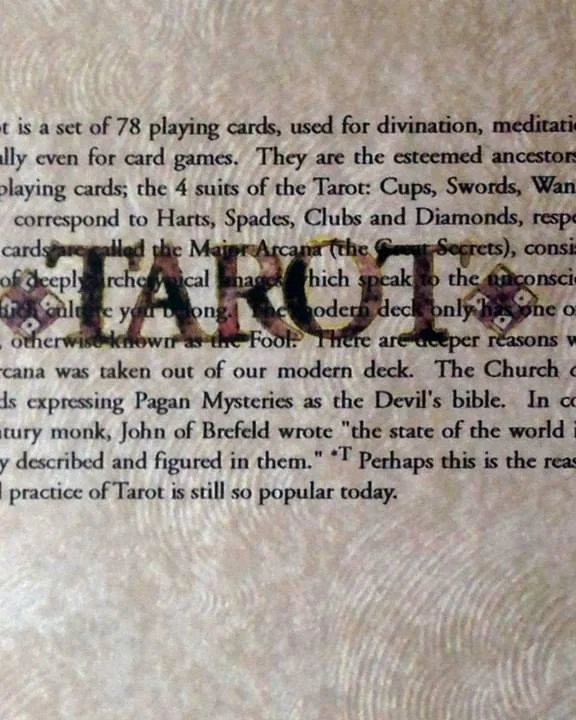 t is a set of 78 playing cards, used for divination, meditati
lly even for card games. They are the esteemed ancestors
playing cards; the 4 suits of the Tarot: Cups, Swords, Wan
correspond to Harts, Spades, Clubs and Diamonds, resp
cards are called the Major Arcana (the Great Secrets), consi
of deeply archetypical images which speak to the unconsci
TAROT
which culture you belong. The modern deck only has one o
, otherwise known as the Fool. There are deeper reasons w
rcana was taken out of our modern deck. The Church
ds expressing Pagan Mysteries as the Devil's bible. In co
ntury monk, John of Brefeld wrote "the state of the world i
y described and figured in them." *T Perhaps this is the reas
l practice of Tarot is still so popular today.